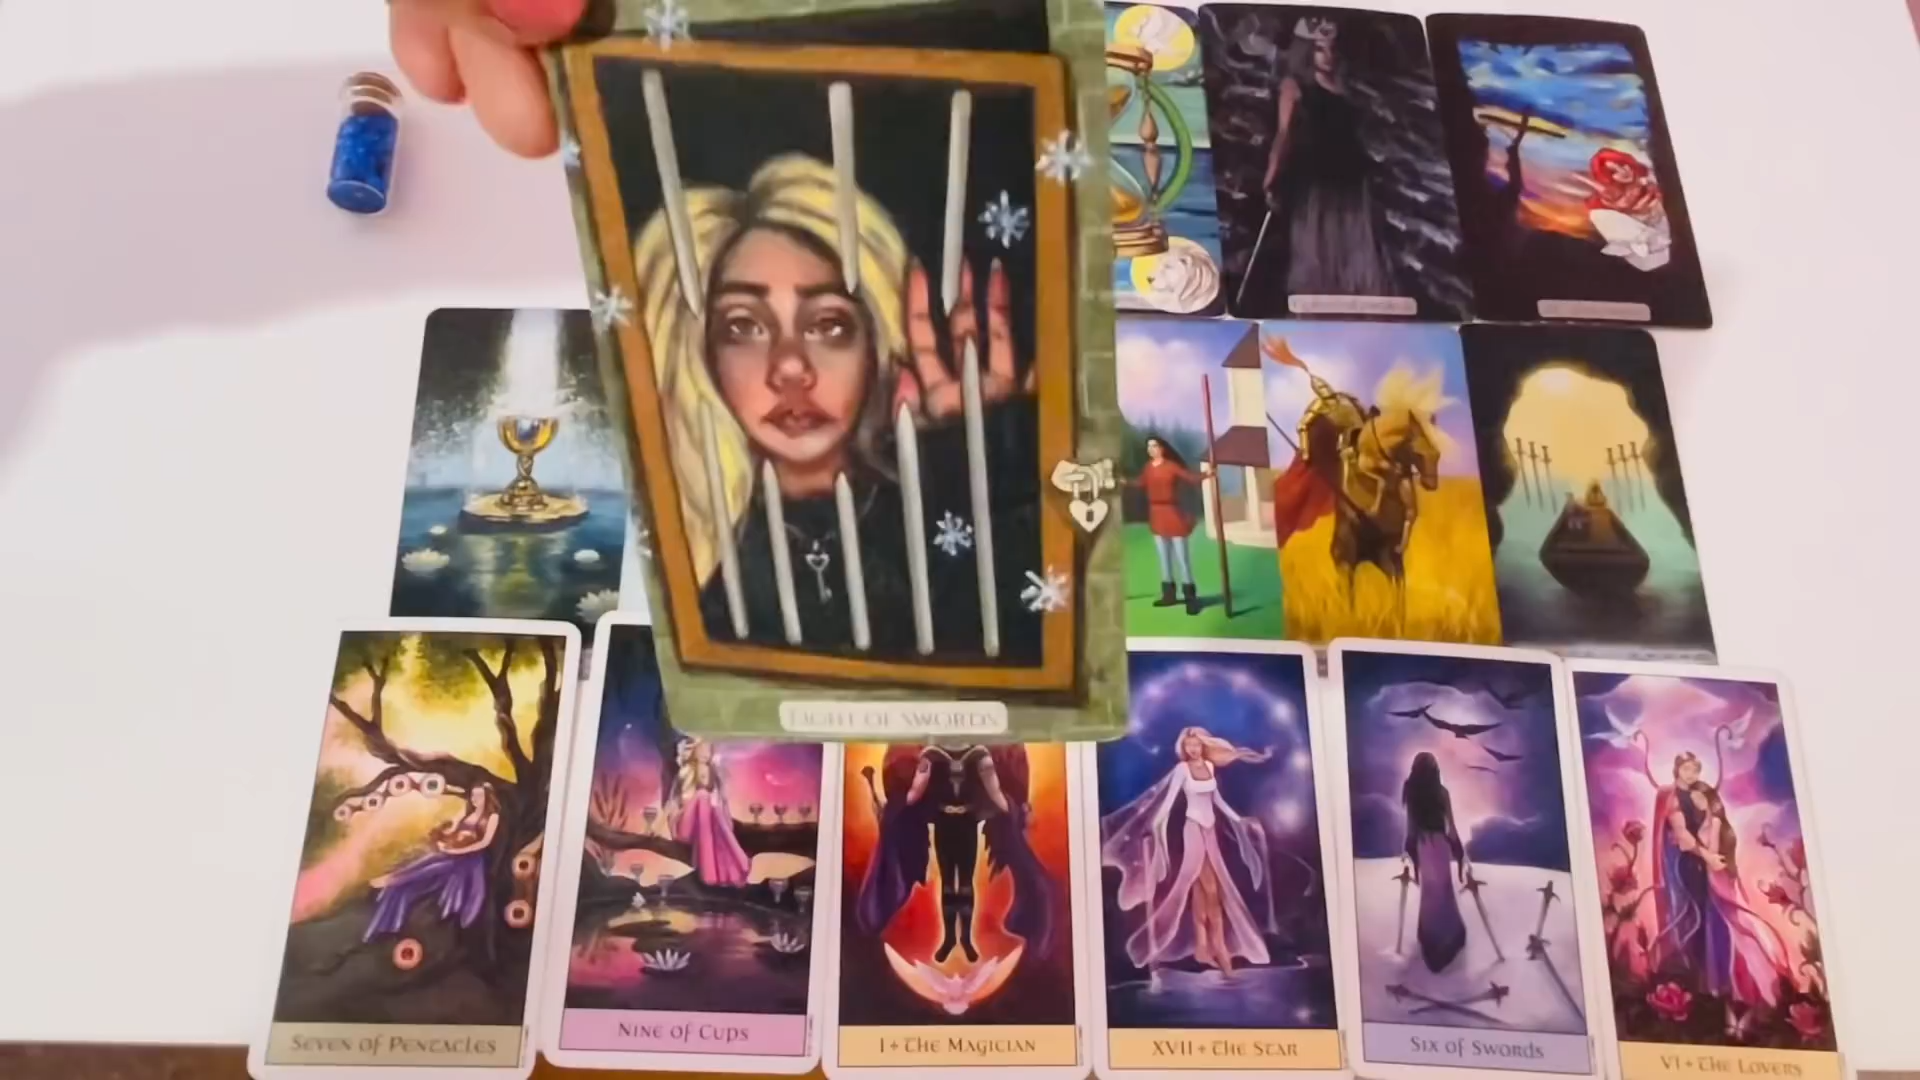 EIGHT OF SWORDS
Seven of Pentacles
Nine of Cups
I + The Magician
XVII + The Star
Six of Swords
VI + The Lovers